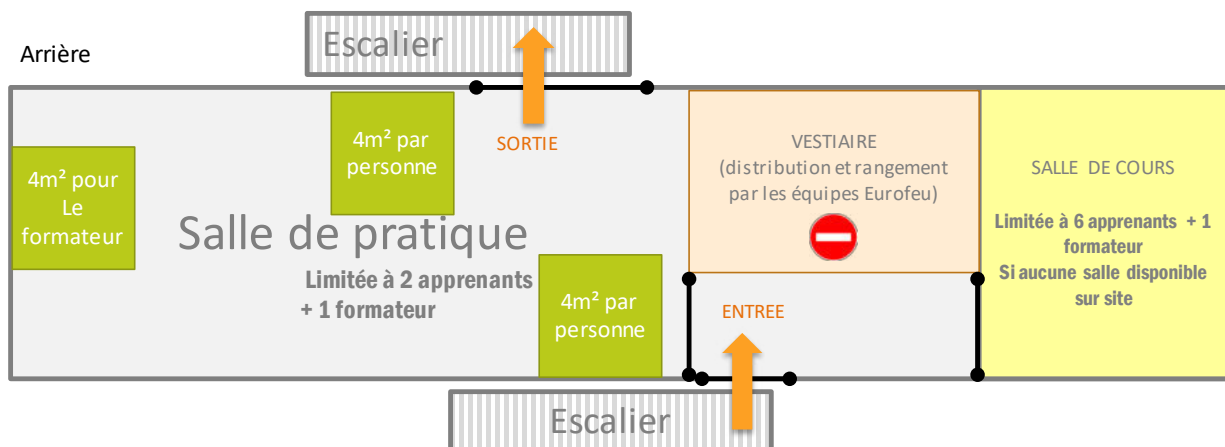 Escalier
Arrière
4m² par
personne
SORTIE
4m² pour
Le
formateur
Salle de pratique
Limitée à 2 apprenants
+ 1 formateur
4m² par
personne
VESTIAIRE
(distribution et rangement
par les équipes Eurofeu)
ENTREE
SALLE DE COURS
Limitée à 6 apprenants + 1
formateur
Si aucune salle disponible
sur site
Escalier